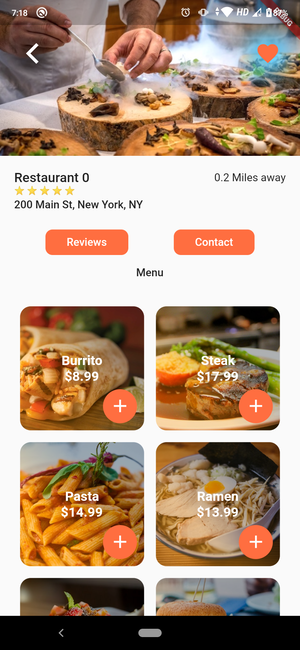 7:18
HD
DEBUG
Restaurant 0
0.2 Miles away
200 Main St, New York, NY
Reviews
Contact
Menu
Burrito
$8.99
Steak
$17.99
Pasta
$14.99
Ramen
$13.99